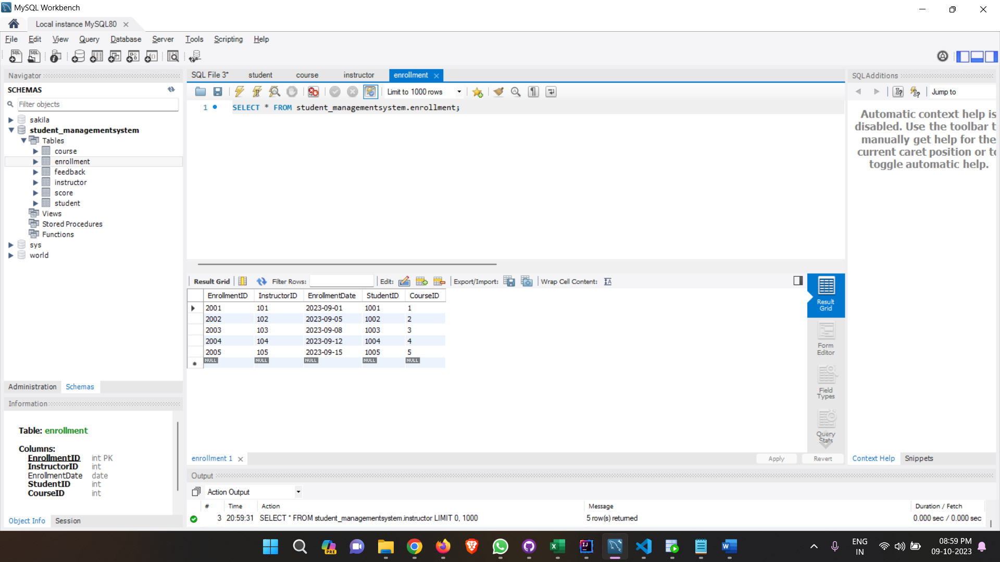 MySQL Workbench
Local instance MySQL80
File Edit View Query Database Server Tools Scripting Help
Navigator
SCHEMAS
Filter objects
sakila
student_managementsystem
Tables
course
enrollment
feedback
instructor
score
student
Views
Stored Procedures
Functions
sys
world
Administration Schemas
Information
Table: enrollment
Columns:
EnrollmentID int PK
InstructorID int
EnrollmentDate date
StudentID int
CourseID int
Object Info Session
SQL File 3* student course instructor enrollment
Limit to 1000 rows
1 SELECT * FROM student_managementsystem.enrollment;
Result Grid Filter Rows: Edit: Export/Import: Wrap Cell Content:
EnrollmentID InstructorID EnrollmentDate StudentID CourseID
2001 101 2023-09-01 1001 1
2002 102 2023-09-05 1002 2
2003 103 2023-09-08 1003 3
2004 104 2023-09-12 1004 4
2005 105 2023-09-15 1005 5
NULL NULL NULL NULL NULL
Result
Grid
Form
Editor
Field
Types
Query
Stats
enrollment 1
Apply Revert
Output
Action Output
# Time Action Message Duration / Fetch
3 20:59:31 SELECT * FROM student_managementsystem.instructor LIMIT 0, 1000 5 row(s) returned 0.000 sec / 0.000 sec
SQLAdditions
Jump to
Automatic context help is
disabled. Use the toolbar t
manually get help for the
current caret position or to
toggle automatic help.
Context Help Snippets
PRE
ENG
IN
08:59 PM
09-10-2023